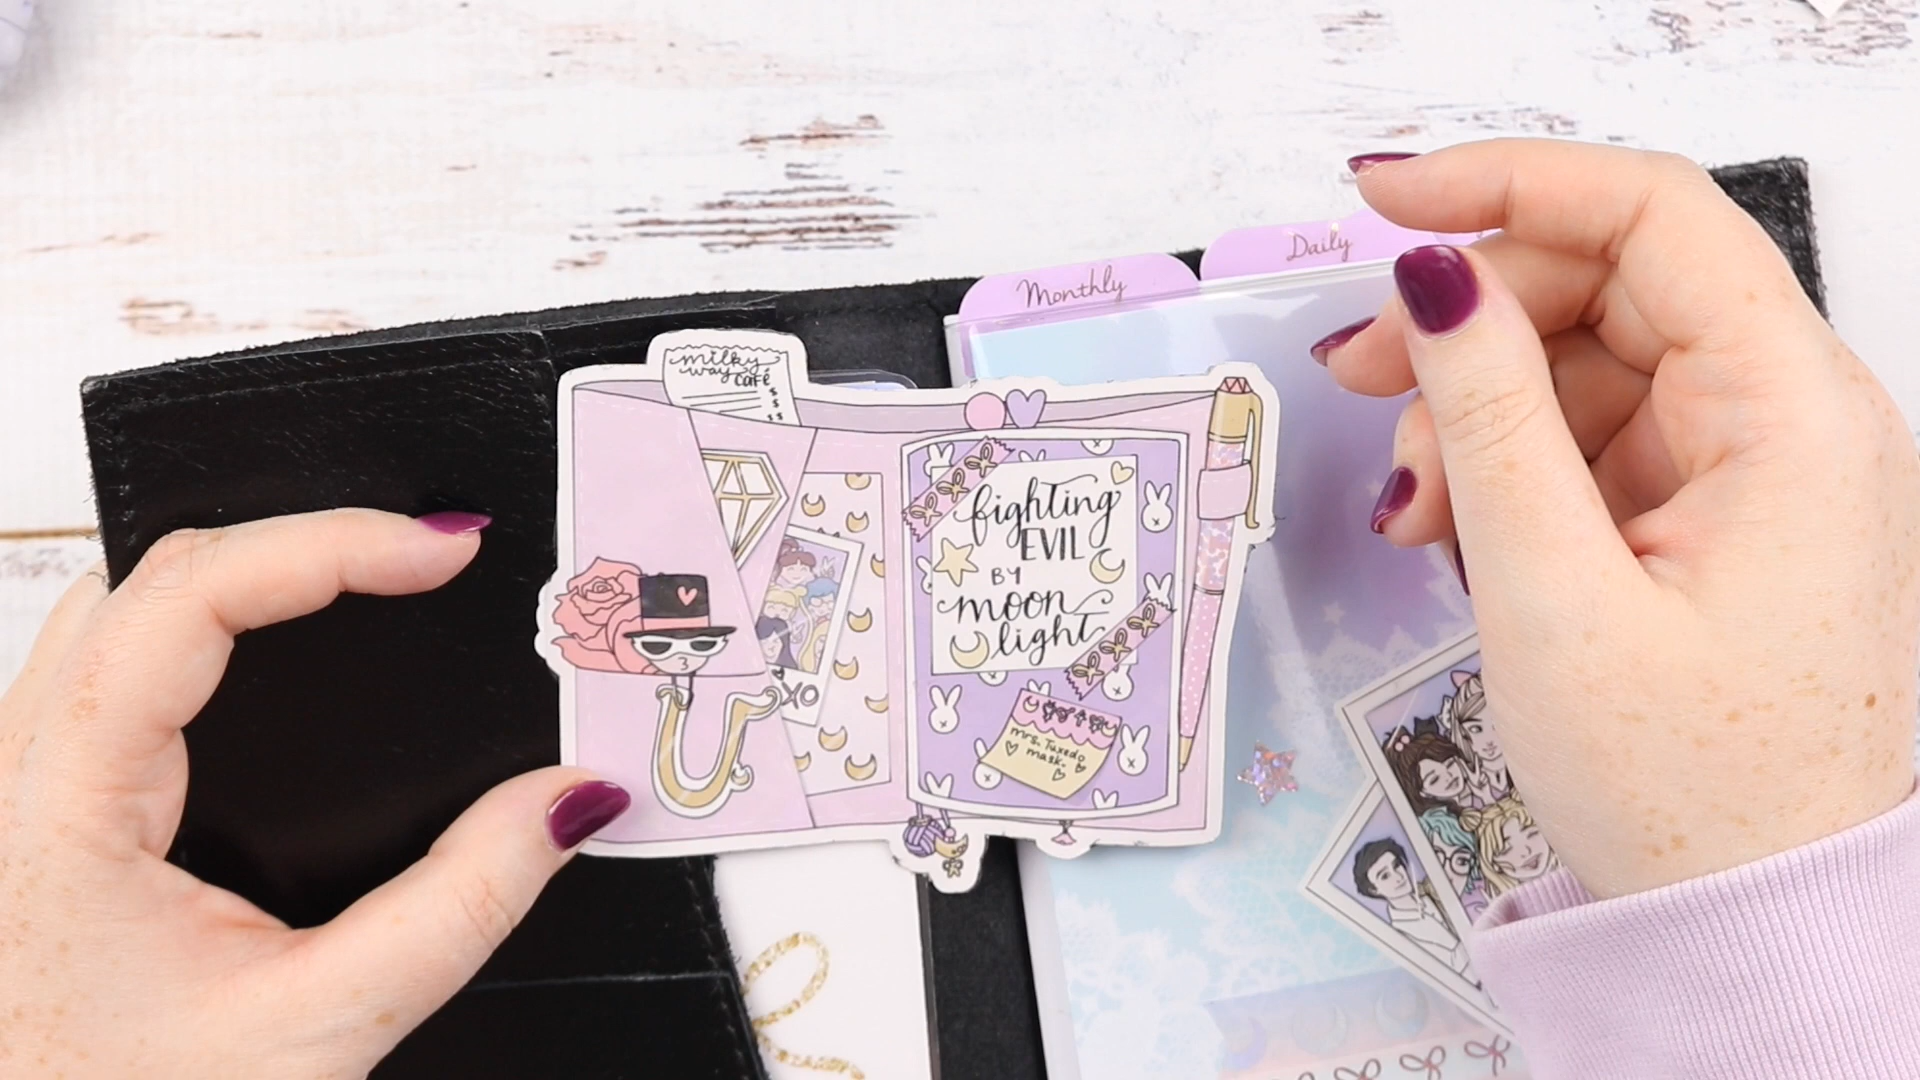 Daily
Monthly
milky
way café
$
$
$$
fighting
EVIL
BY
moon
light
XO
mrs. Tuxedo
mask.